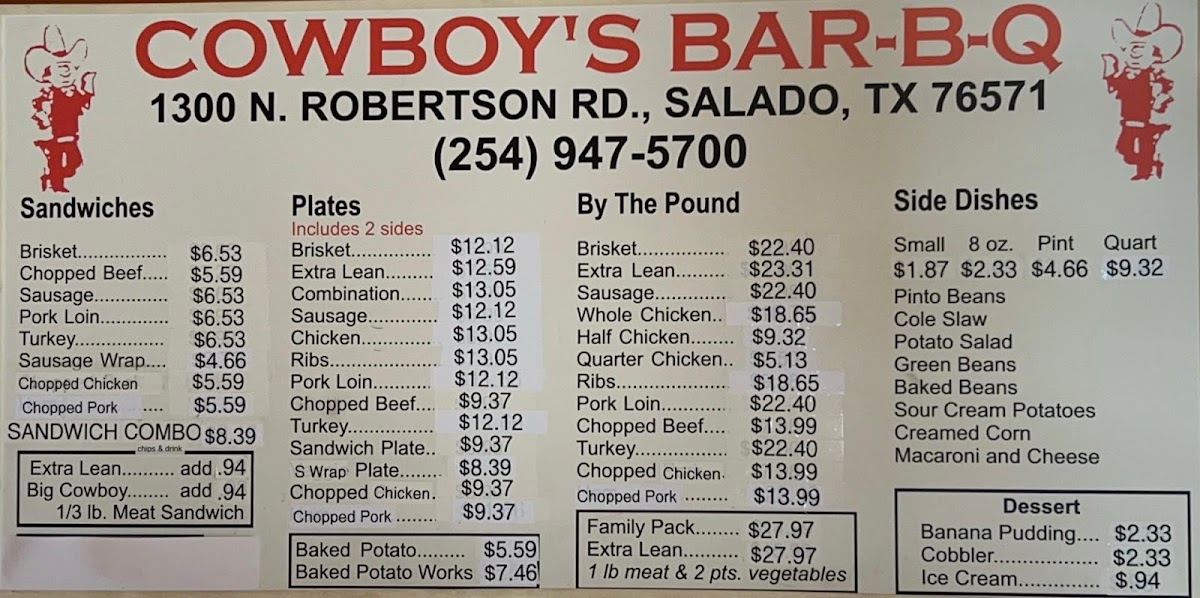 COWBOY'S BAR-B-Q
1300 N. ROBERTSON RD., SALADO, TX 76571
(254) 947-5700
Sandwiches
Brisket.................. $6.53
Chopped Beef..... $5.59
Sausage............... $6.53
Pork Loin.............. $6.53
Turkey.................. $6.53
Sausage Wrap.... $4.66
Chopped Chicken $5.59
Chopped Pork .... $5.59
SANDWICH COMBO $8.39
chips & drink
Extra Lean.......... add .94
Big Cowboy........ add .94
1/3 lb. Meat Sandwich
Plates
Includes 2 sides
Brisket................ $12.12
Extra Lean......... $12.59
Combination...... $13.05
Sausage............ $12.12
Chicken............. $13.05
Ribs................... $13.05
Pork Loin........... $12.12
Chopped Beef... $9.37
Turkey............... $12.12
Sandwich Plate.. $9.37
S Wrap Plate....... $8.39
Chopped Chicken. $9.37
Chopped Pork ........ $9.37
Baked Potato......... $5.59
Baked Potato Works $7.46
By The Pound
Brisket................. $22.40
Extra Lean.......... $23.31
Sausage............. $22.40
Whole Chicken.. $18.65
Half Chicken....... $9.32
Quarter Chicken.. $5.13
Ribs.................... $18.65
Pork Loin............ $22.40
Chopped Beef.... $13.99
Turkey................ $22.40
Chopped Chicken. $13.99
Chopped Pork ........ $13.99
Family Pack....... $27.97
Extra Lean......... $27.97
1 lb meat & 2 pts. vegetables
Side Dishes
Small 8 oz. Pint Quart
$1.87 $2.33 $4.66 $9.32
Pinto Beans
Cole Slaw
Potato Salad
Green Beans
Baked Beans
Sour Cream Potatoes
Creamed Corn
Macaroni and Cheese
Dessert
Banana Pudding.... $2.33
Cobbler................... $2.33
Ice Cream............... $.94